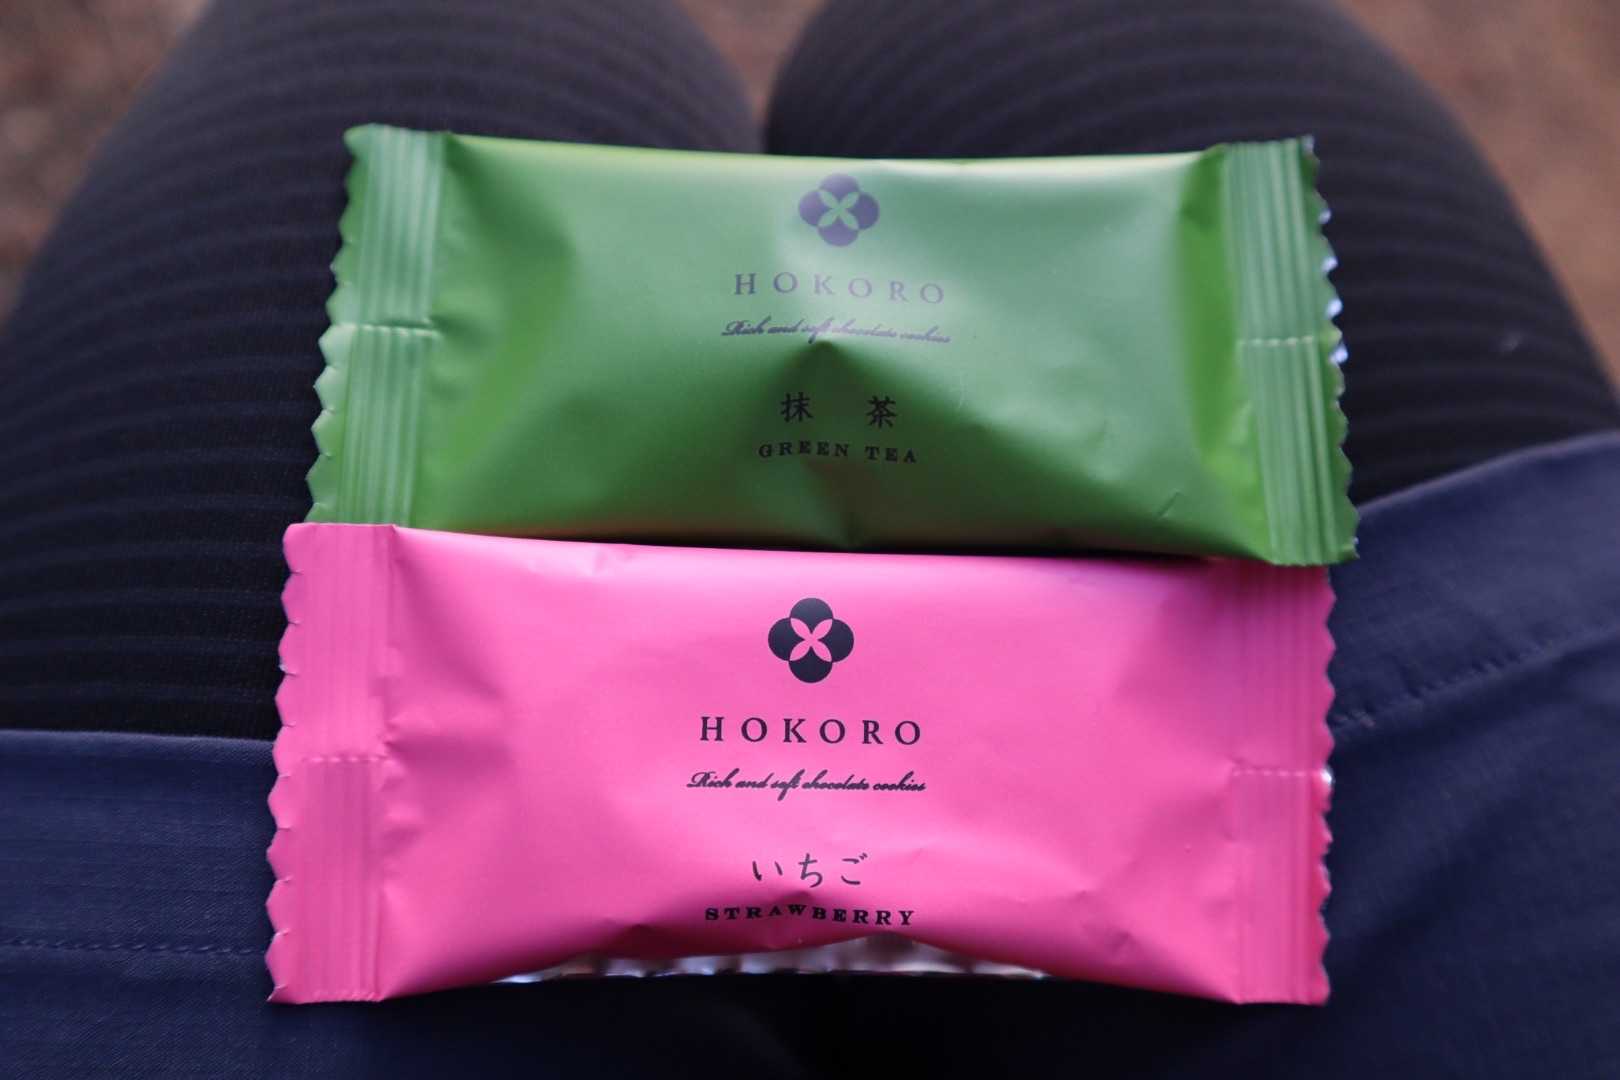 HOKORO
Rich and soft chocolate cookies
抹茶
GREEN TEA
HOKORO
Rich and soft chocolate cookies
いちご
STRAWBERRY